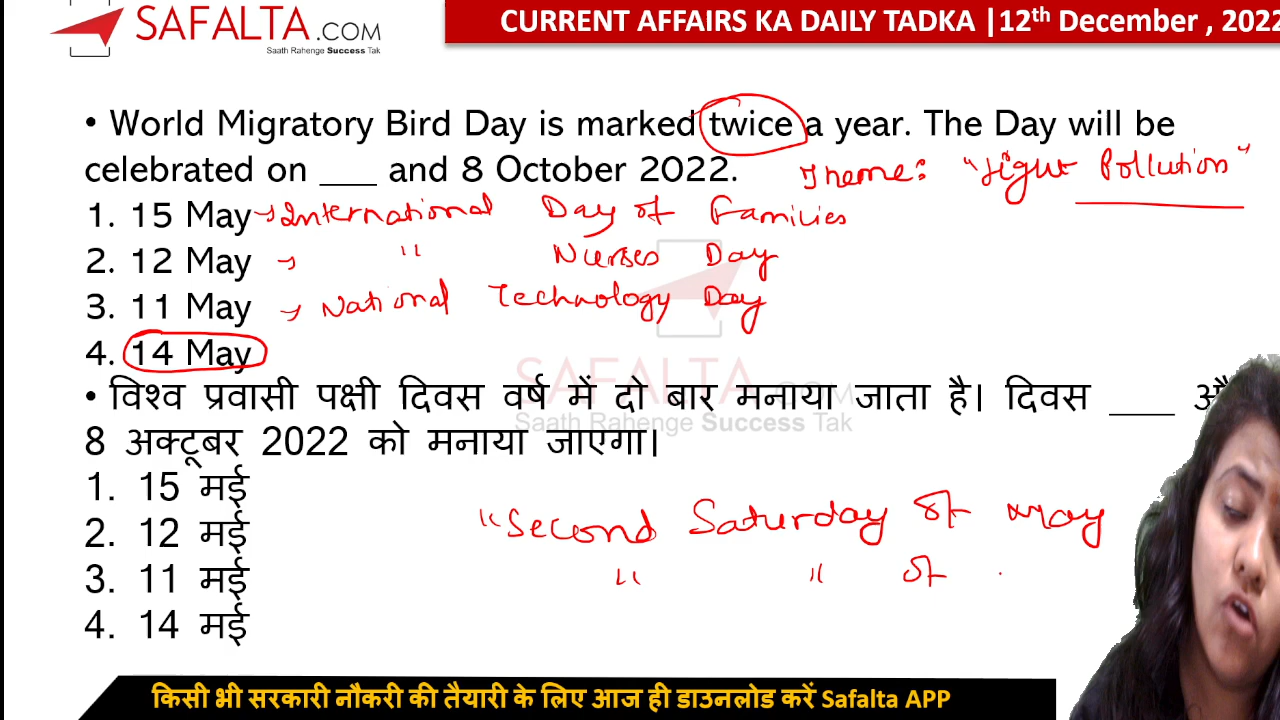 SAFALTA.COM
Saath Rahenge Success Tak
CURRENT AFFAIRS KA DAILY TADKA |12th December , 2022
• World Migratory Bird Day is marked twice a year. The Day will be
celebrated on ___ and 8 October 2022.
Theme: "Light Pollution"
1. 15 May → International Day of Families
2. 12 May → " Nurses Day
3. 11 May → National Technology Day
4. 14 May
SAFALTA.COM
Saath Rahenge Success Tak
• विश्व प्रवासी पक्षी दिवस वर्ष में दो बार मनाया जाता है। दिवस ___ औ
8 अक्टूबर 2022 को मनाया जाएगा।
1. 15 मई
2. 12 मई
3. 11 मई
4. 14 मई
"Second Saturday of May
" " of
किसी भी सरकारी नौकरी की तैयारी के लिए आज ही डाउनलोड करें Safalta APP